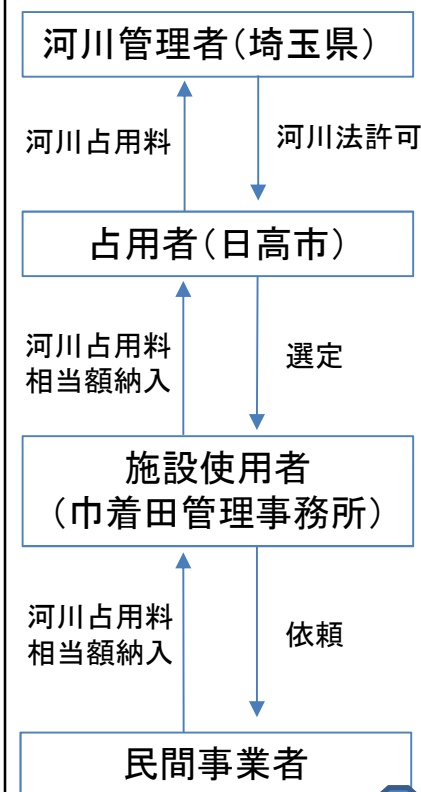 河川管理者（埼玉県）
河川占用料
河川法許可
占用者（日高市）
河川占用料
相当額納入
選定
施設使用者
（巾着田管理事務所）
河川占用料
相当額納入
依頼
民間事業者